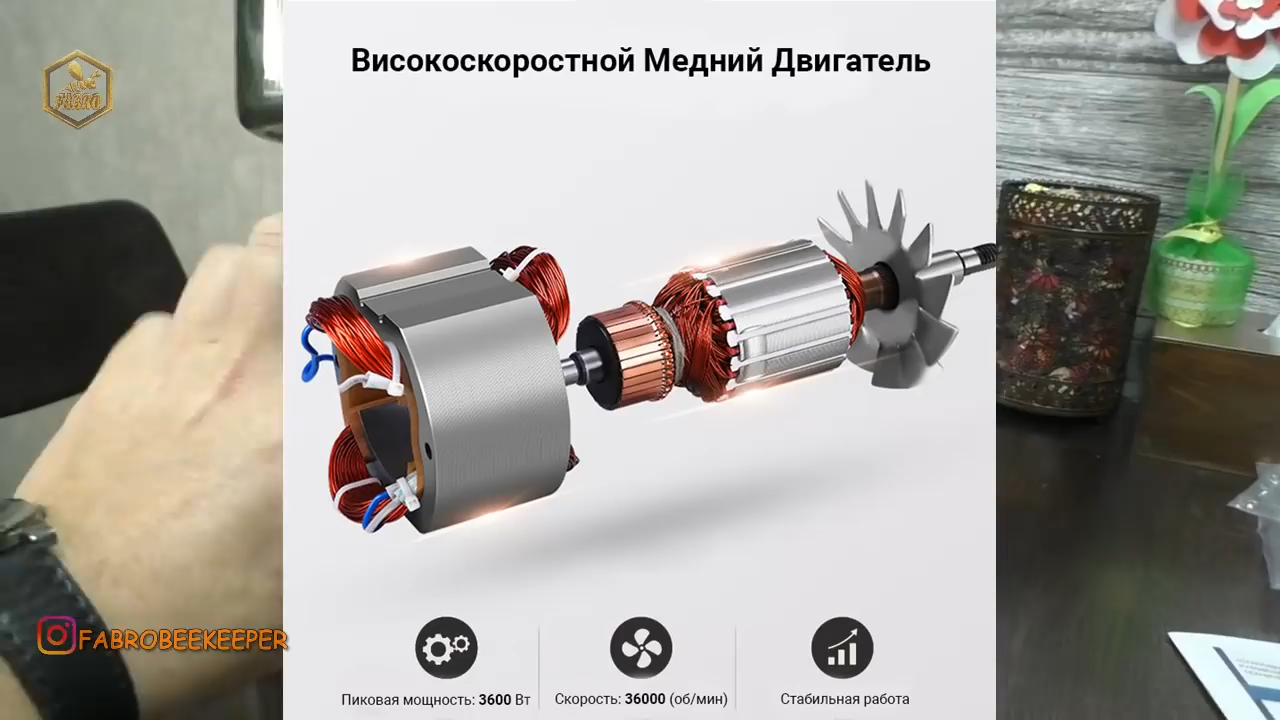 Високоскоростной Медний Двигатель
FABRO
FABROBEEKEEPER
Пиковая мощность: 3600 Вт
Скорость: 36000 (об/мин)
Стабильная работа